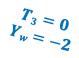 T₃ = 0
Y_w = −2